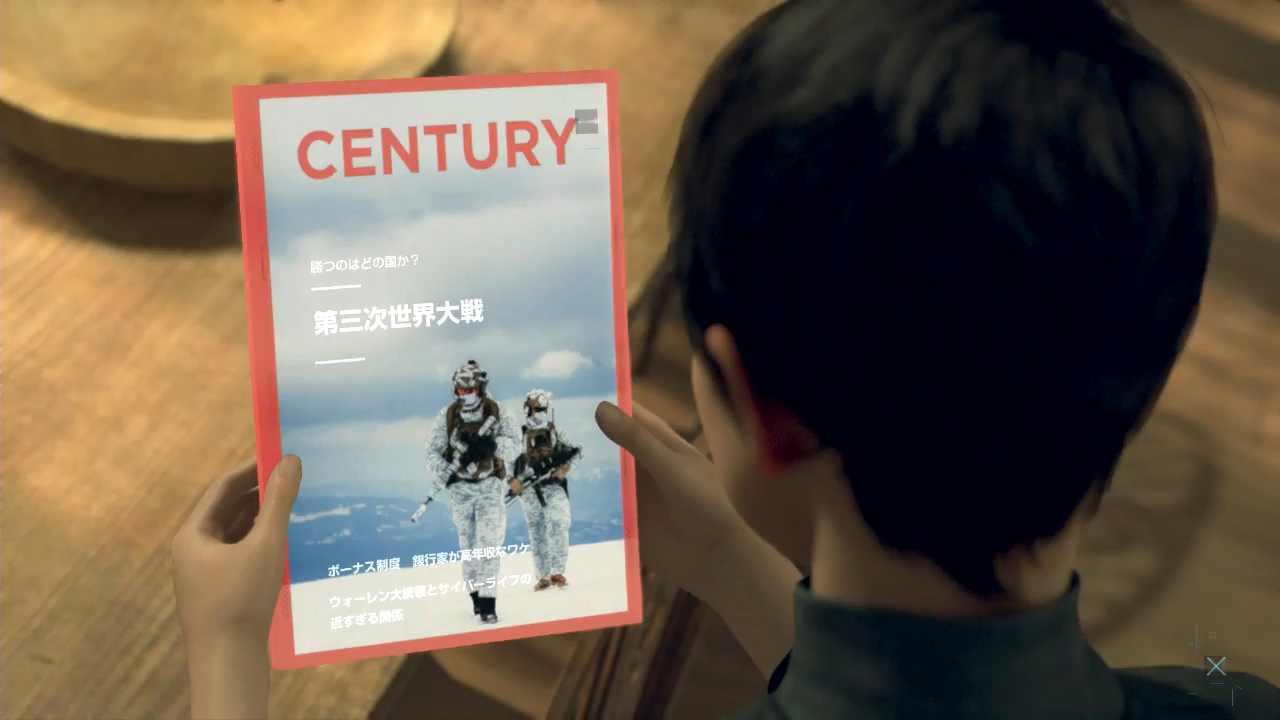 CENTURY
勝つのはどの国か？
第三次世界大戦
ボーナス制度　銀行家が高年収なワケ
ウォーレン大統領とサイバーライフの
近すぎる関係